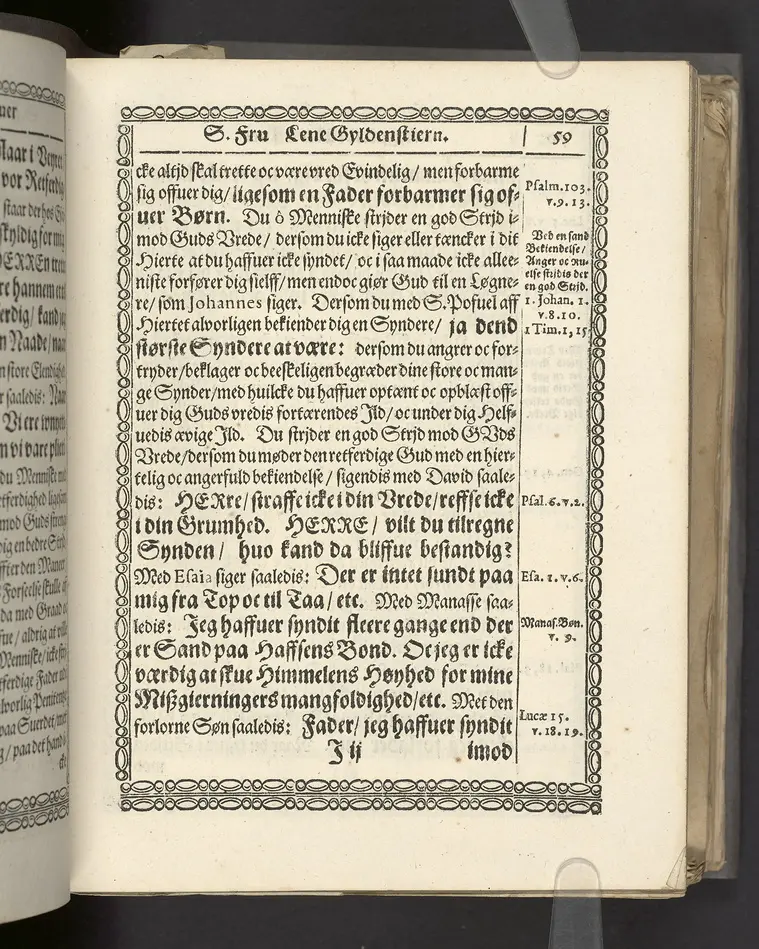 S. Fru Lene Gyldenstiern. 59
cke altjd skal trette oc være vred Evindelig/ men forbarme
sig offuer dig/ ligesom en Fader forbarmer sig of-
uer Børn. Du ô Menniske strjder en god Strjd i-
mod Guds Vrede/ dersom du icke siger eller tæncker i dit
Hierte at du haffuer icke syndet/ oc i saa maade icke allee-
niste forfører dig sielff/ men endoc giør Gud til en Løgne-
re/ som Johannes siger. Dersom du med S. Pofuel aff
Hiertet alvorligen bekiender dig en Syndere/ ja dend
største Syndere at være: dersom du angrer oc for-
tryder/ beklager oc beeskeligen begræder dine store oc man-
ge Synder/ med huilcke du haffuer optænt oc opblæst off-
uer dig Guds vredis fortærendes Jld/ oc under dig Helf-
uedis ævige Jld. Du strjder en god Strjd mod GUds
Vrede/ dersom du møder den retferdige Gud med en hier-
telig oc angerfuld bekiendelse/ sigendis med David saale-
dis: HERre/ straffe icke i din Vrede/ reffse icke
i din Grumhed. HERRE/ vilt du tilregne
Synden/ huo kand da bliffue bestandig?
Med Esaia siger saaledis: Der er intet sundt paa
mig fra Top oc til Taa/ etc. Med Manasse saa-
ledis: Jeg haffuer syndit fleere gange end der
er Sand paa Haffsens Bond. Oc jeg er icke
værdig at skue Himmelens Høyhed for mine
Mißgierningers mangfoldighed/ etc. Met den
forlorne Søn saaledis: Fader/ jeg haffuer syndit
J ij imod
Psalm. 103.
v. 9. 13.
Ved en sand
Bekiendelse/
Anger oc Ru-
else stjdis der
en god Strjd.
1. Johan. 1.
v. 8. 10.
1 Tim. 1, 15
Psal. 6. v. 2.
Esa. 1. v. 6.
Manas. Bøn.
v. 9.
Lucæ 15.
v. 18. 19.